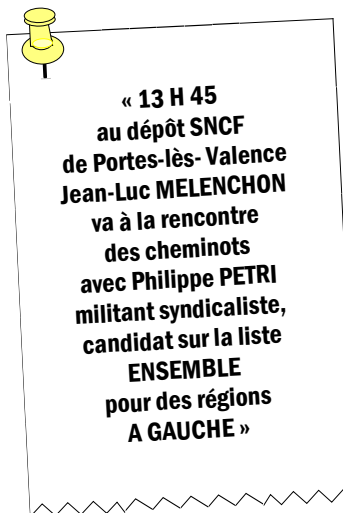 « 13 H 45
au dépôt SNCF
de Portes-lès- Valence
Jean-Luc MELENCHON
va à la rencontre
des cheminots
avec Philippe PETRI
militant syndicaliste,
candidat sur la liste
ENSEMBLE
pour des régions
A GAUCHE »